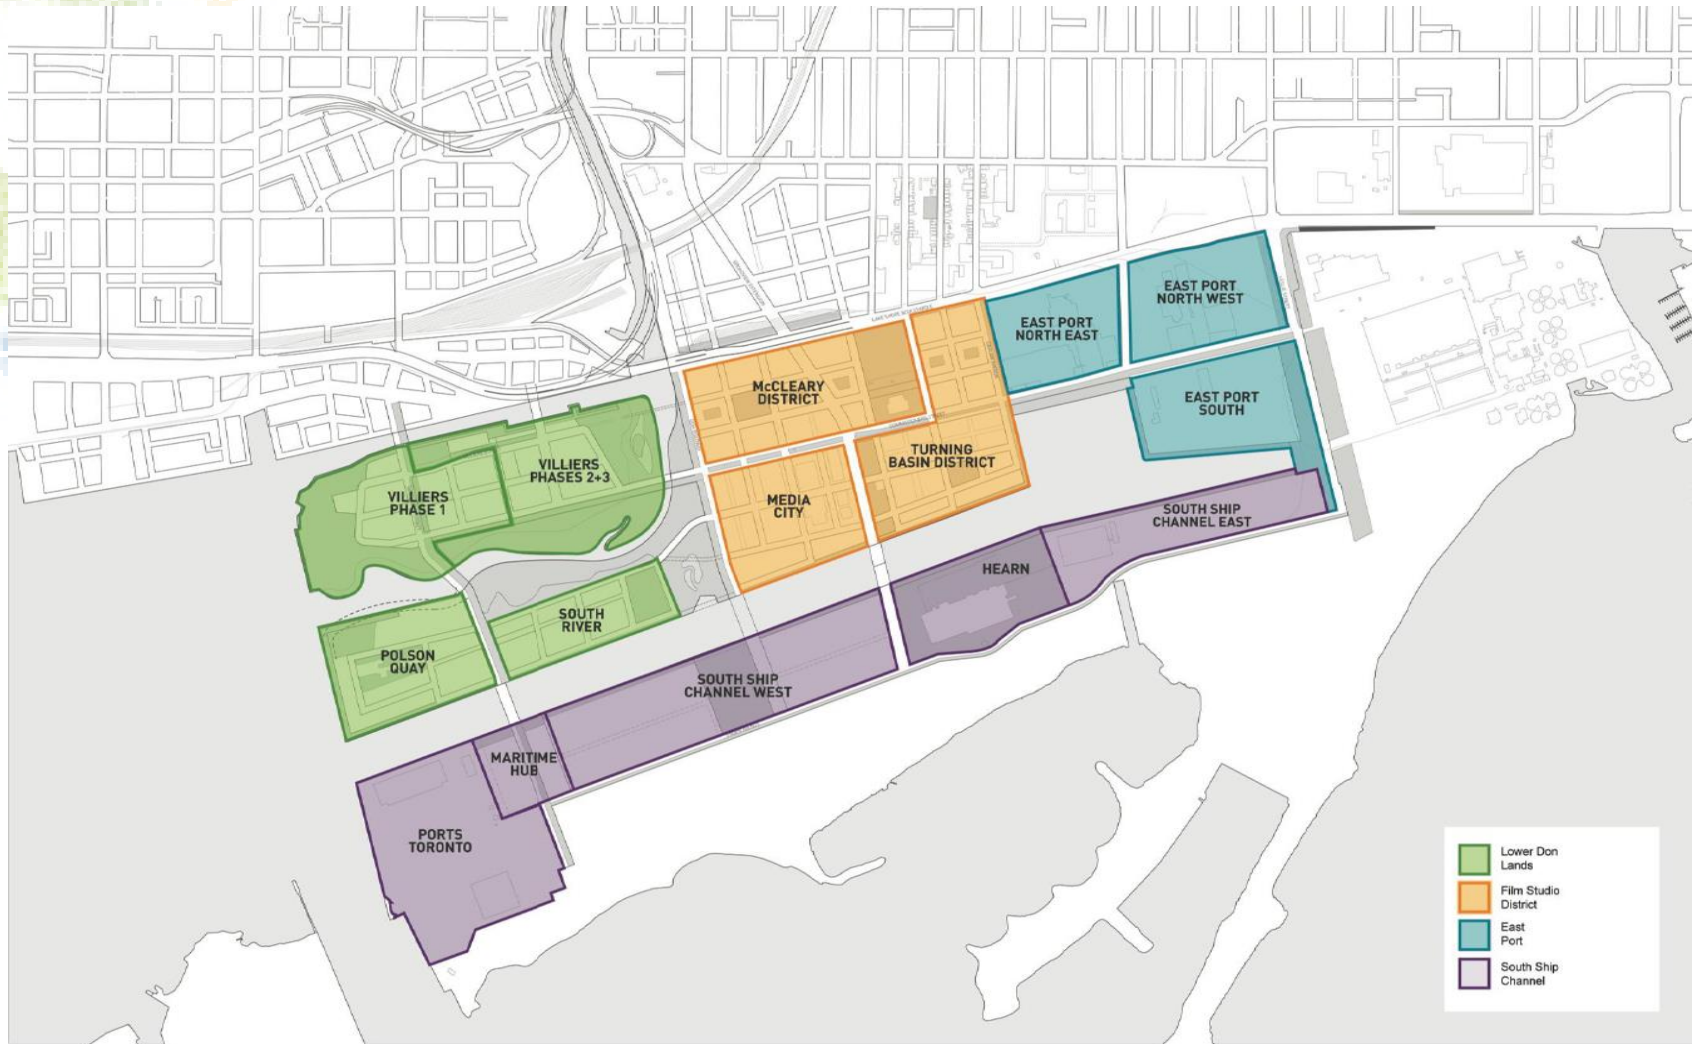 EAST PORT
NORTH WEST
EAST PORT
NORTH EAST
McCLEARY
DISTRICT
EAST PORT
SOUTH
TURNING
BASIN DISTRICT
VILLIERS
PHASES 2+3
VILLIERS
PHASE 1
MEDIA
CITY
SOUTH SHIP
CHANNEL EAST
HEARN
SOUTH
RIVER
POLSON
QUAY
SOUTH SHIP
CHANNEL WEST
MARITIME
HUB
PORTS
TORONTO
Lower Don
Lands
Film Studio
District
East
Port
South Ship
Channel